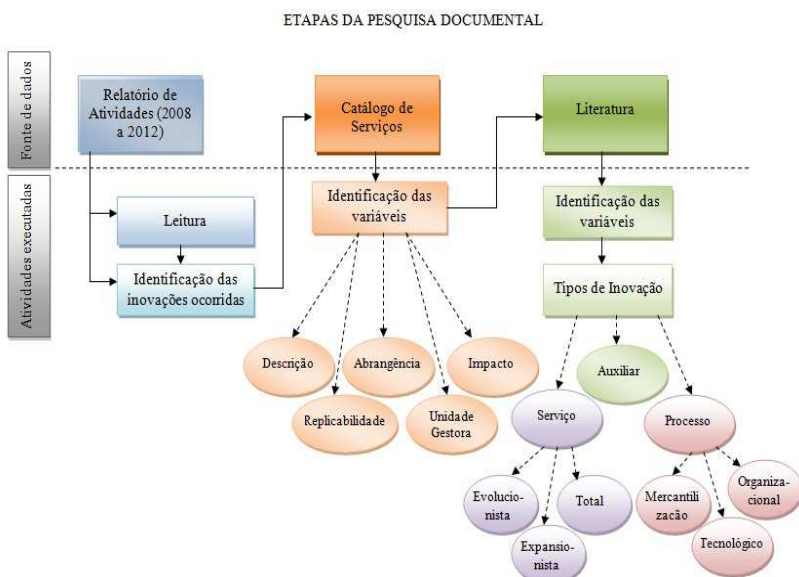 ETAPAS DA PESQUISA DOCUMENTAL
Fonte de dados
Relatório de
Atividades (2008
a 2012)
Catálogo de
Serviços
Literatura
Atividades executadas
Leitura
Identificação das
inovações ocorridas
Identificação das
variáveis
Identificação das
variáveis
Tipos de Inovação
Descrição
Abrangência
Impacto
Replicabilidade
Unidade
Gestora
Auxiliar
Serviço
Processo
Evolucio-
nista
Expansio-
nista
Total
Mercantili
zacão
Tecnológico
Organiza-
cional